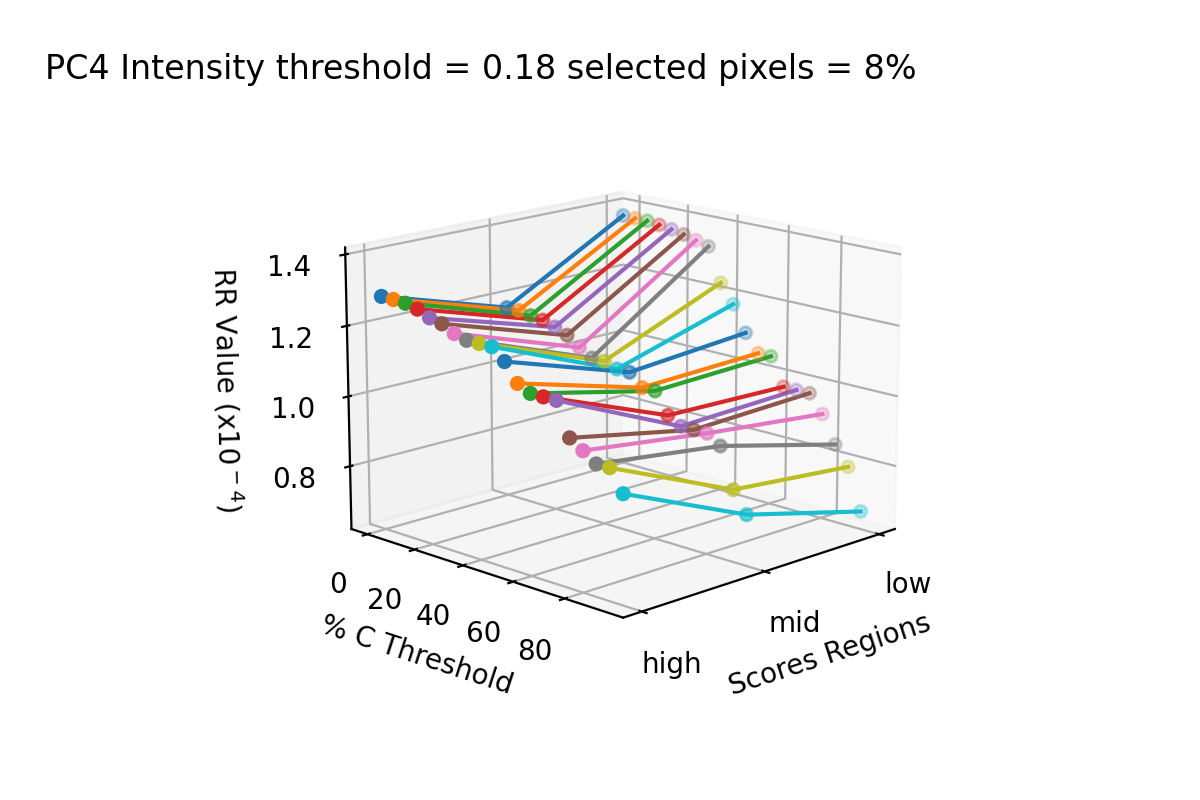 PC4 Intensity threshold = 0.18 selected pixels = 8%
1.4
1.2
1.0
0.8
RR Value (x10⁻⁴)
0
20
40
60
80
% C Threshold
high
mid
low
Scores Regions